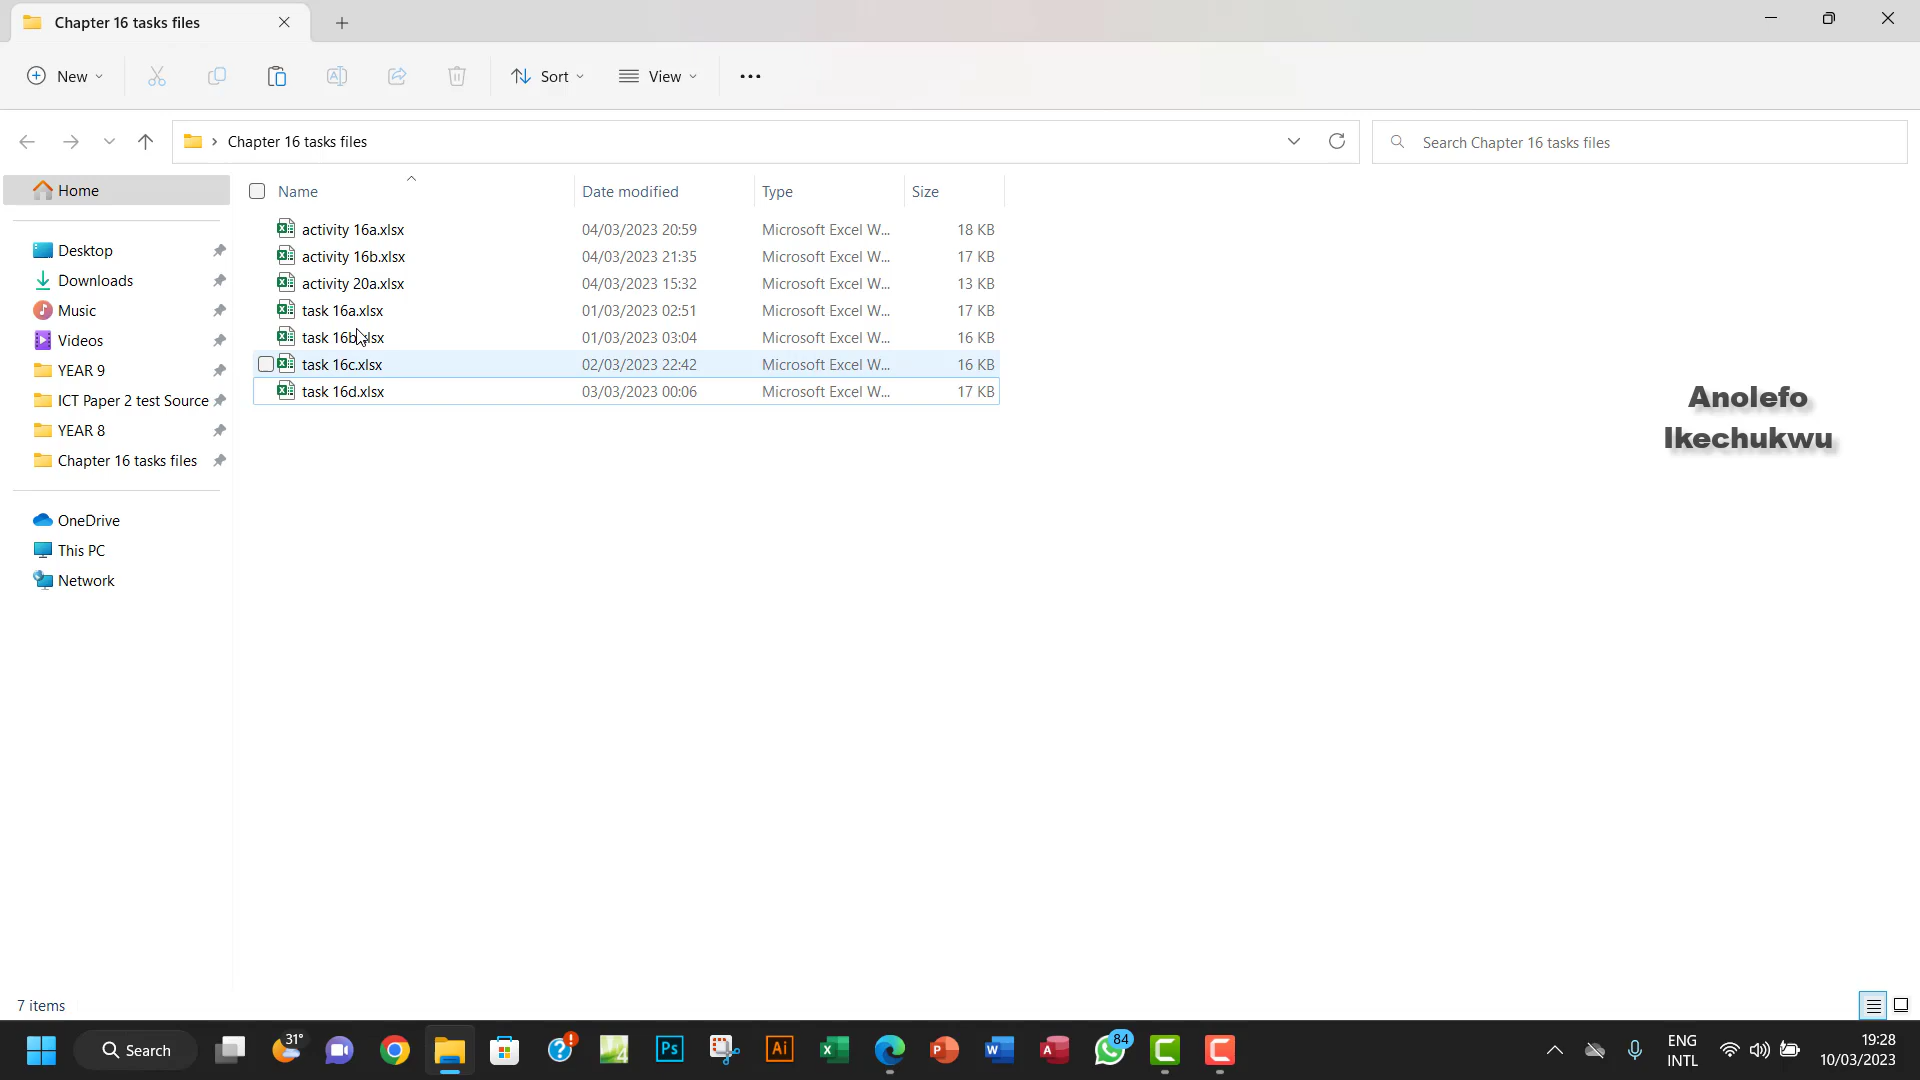 Chapter 16 tasks files
New
Sort
View
Chapter 16 tasks files
Search Chapter 16 tasks files
Home
Desktop
Downloads
Music
Videos
YEAR 9
ICT Paper 2 test Source
YEAR 8
Chapter 16 tasks files
OneDrive
This PC
Network
Name Date modified Type Size
activity 16a.xlsx 04/03/2023 20:59 Microsoft Excel W... 18 KB
activity 16b.xlsx 04/03/2023 21:35 Microsoft Excel W... 17 KB
activity 20a.xlsx 04/03/2023 15:32 Microsoft Excel W... 13 KB
task 16a.xlsx 01/03/2023 02:51 Microsoft Excel W... 17 KB
task 16b.xlsx 01/03/2023 03:04 Microsoft Excel W... 16 KB
task 16c.xlsx 02/03/2023 22:42 Microsoft Excel W... 16 KB
task 16d.xlsx 03/03/2023 00:06 Microsoft Excel W... 17 KB
Anolefo
Ikechukwu
7 items
Search
31°
4
Ps
Ai
84
ENG
INTL
19:28
10/03/2023